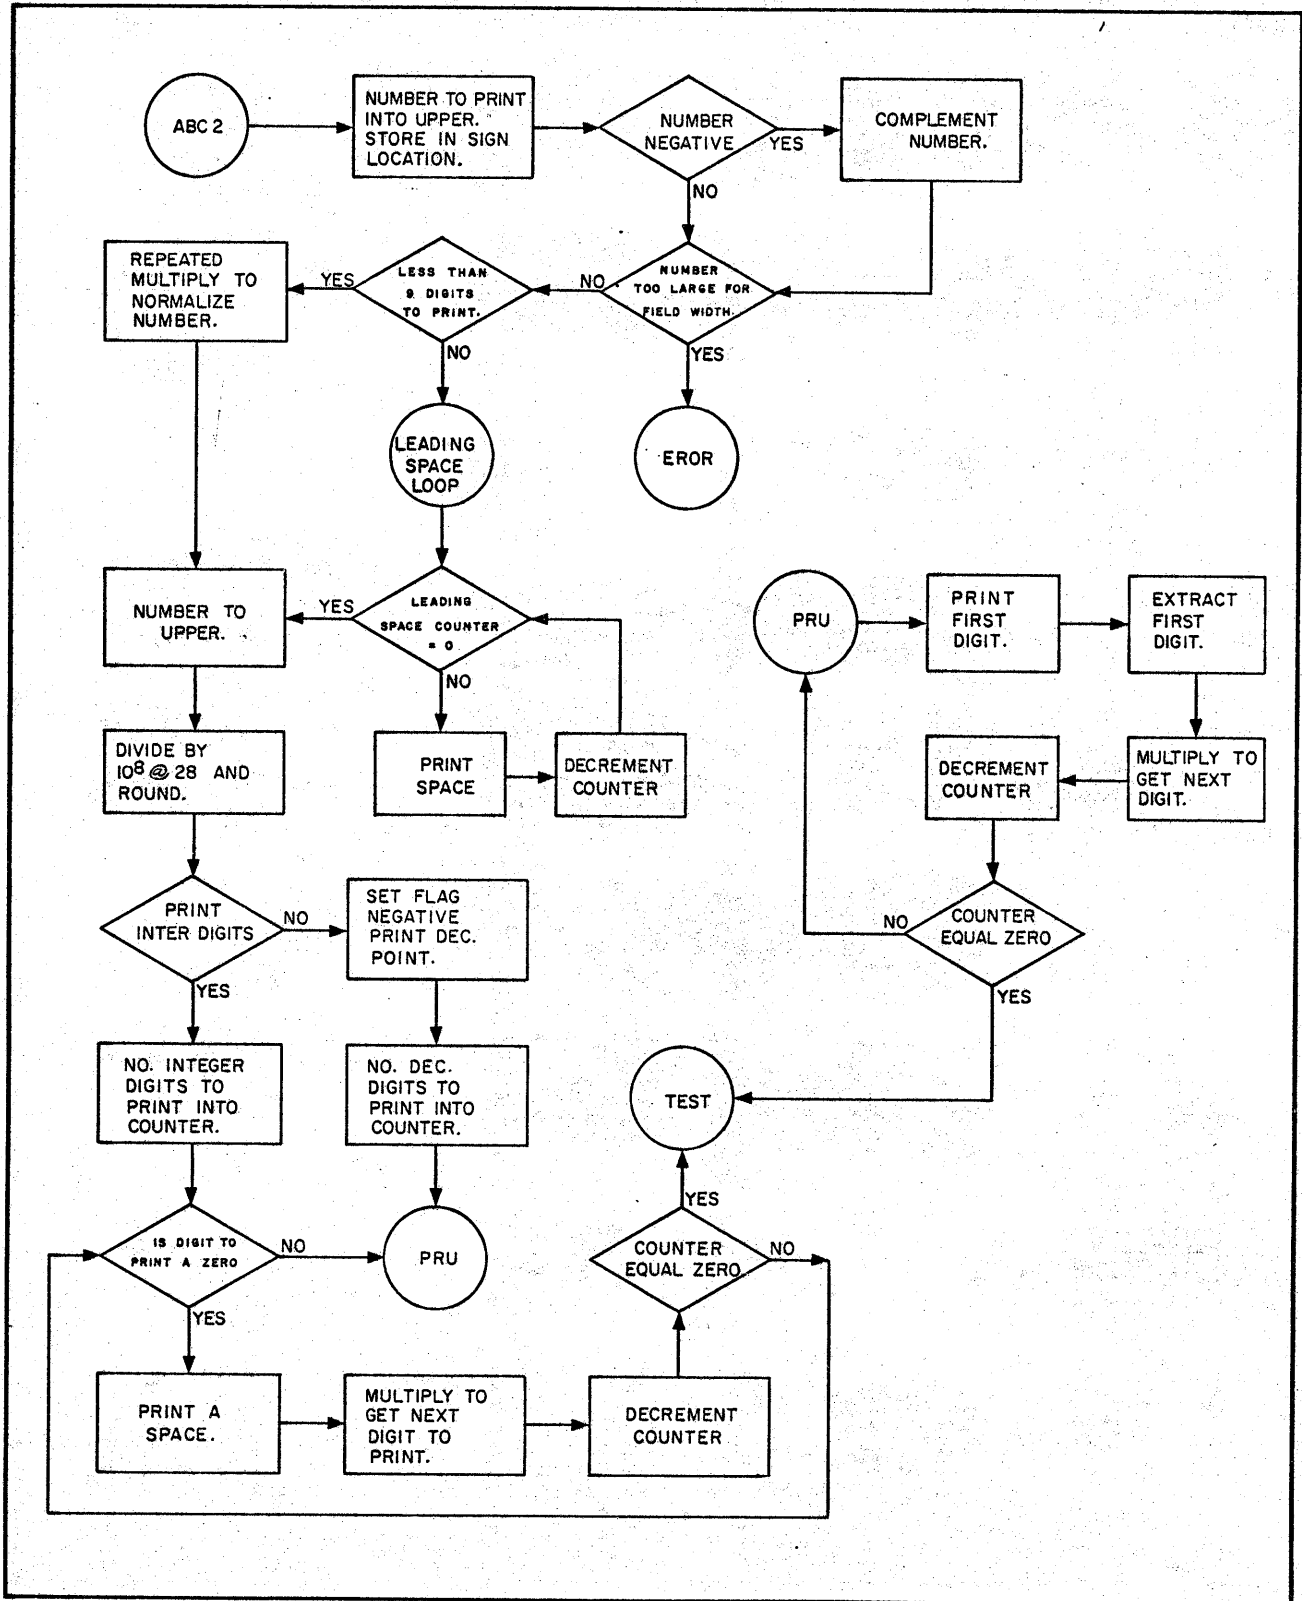 ABC 2
NUMBER TO PRINT
INTO UPPER.
STORE IN SIGN
LOCATION.
NUMBER
NEGATIVE
YES
COMPLEMENT
NUMBER.
NO
REPEATED
MULTIPLY TO
NORMALIZE
NUMBER.
YES
LESS THAN
9 DIGITS
TO PRINT.
NO
NUMBER
TOO LARGE FOR
FIELD WIDTH.
NO
YES
LEADING
SPACE
LOOP
EROR
NUMBER TO
UPPER.
YES
LEADING
SPACE COUNTER
= 0
NO
PRU
PRINT
FIRST
DIGIT.
EXTRACT
FIRST
DIGIT.
DIVIDE BY
10⁸ @ 28 AND
ROUND.
PRINT
SPACE
DECREMENT
COUNTER
DECREMENT
COUNTER
MULTIPLY TO
GET NEXT
DIGIT.
PRINT
INTER DIGITS
NO
SET FLAG
NEGATIVE
PRINT DEC.
POINT.
NO
COUNTER
EQUAL ZERO
YES
YES
NO. INTEGER
DIGITS TO
PRINT INTO
COUNTER.
NO. DEC.
DIGITS TO
PRINT INTO
COUNTER.
TEST
YES
IS DIGIT TO
PRINT A ZERO
NO
PRU
COUNTER
EQUAL ZERO
NO
YES
PRINT A
SPACE.
MULTIPLY TO
GET NEXT
DIGIT TO
PRINT.
DECREMENT
COUNTER